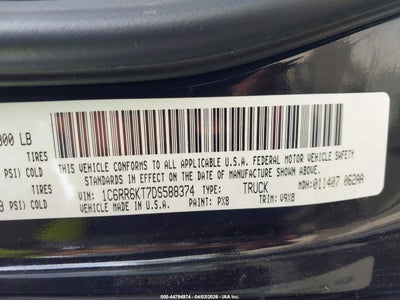 000 LB
TIRES
PSI) COLD
TIRES
PSI) COLD
THIS VEHICLE CONFORMS TO ALL APPLICABLE U.S.A. FEDERAL MOTOR VEHICLE SAFETY
STANDARDS IN EFFECT ON THE DATE OF MANUFACTURE SHOWN ABOVE.
VIN: 1C6RR6KT7DS588374 TYPE: TRUCK
VEHICLE MADE IN U.S.A. PAINT: PX8 MDH: 011407 062AA
TRIM: V9X8
000-44784974 - 04/03/2026 - IAA